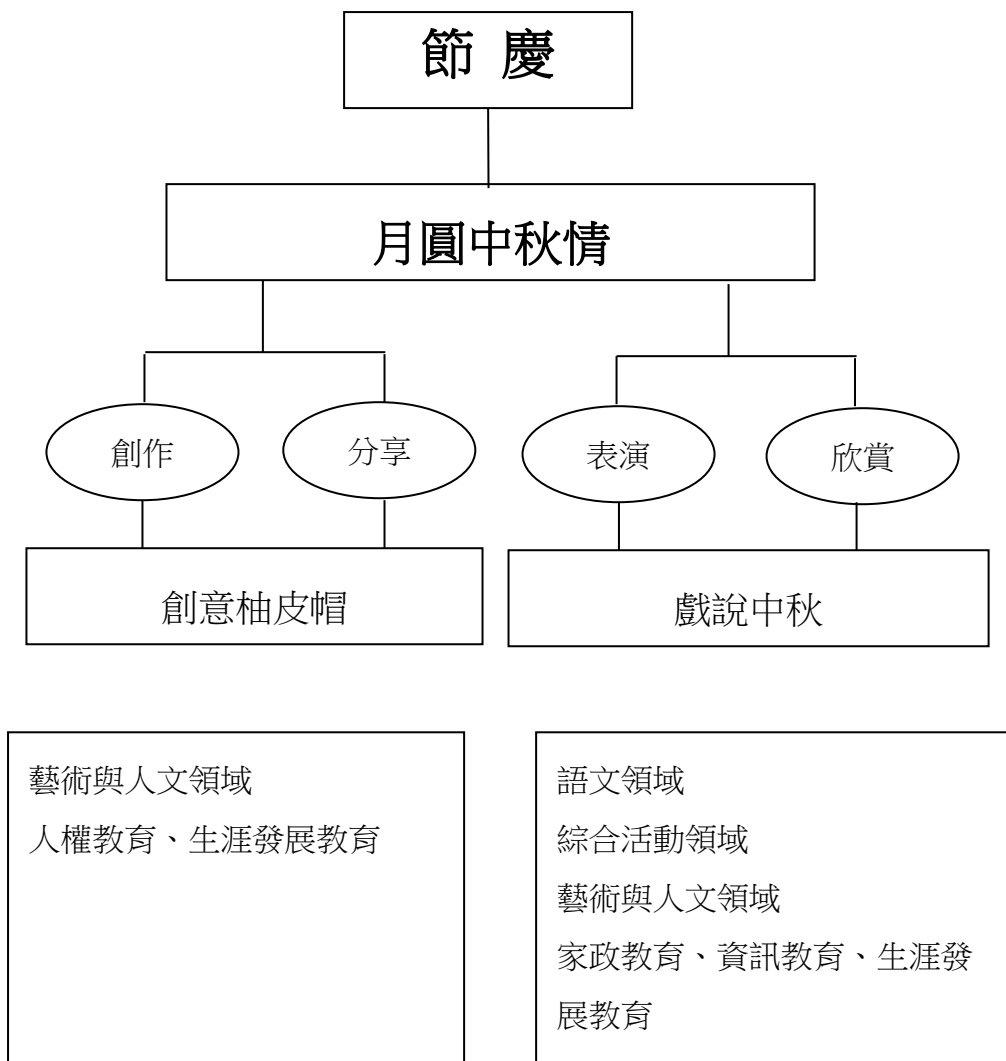 節 慶
月圓中秋情
創作
分享
表演
欣賞
創意柚皮帽
戲說中秋
藝術與人文領域
人權教育、生涯發展教育
語文領域
綜合活動領域
藝術與人文領域
家政教育、資訊教育、生涯發
展教育